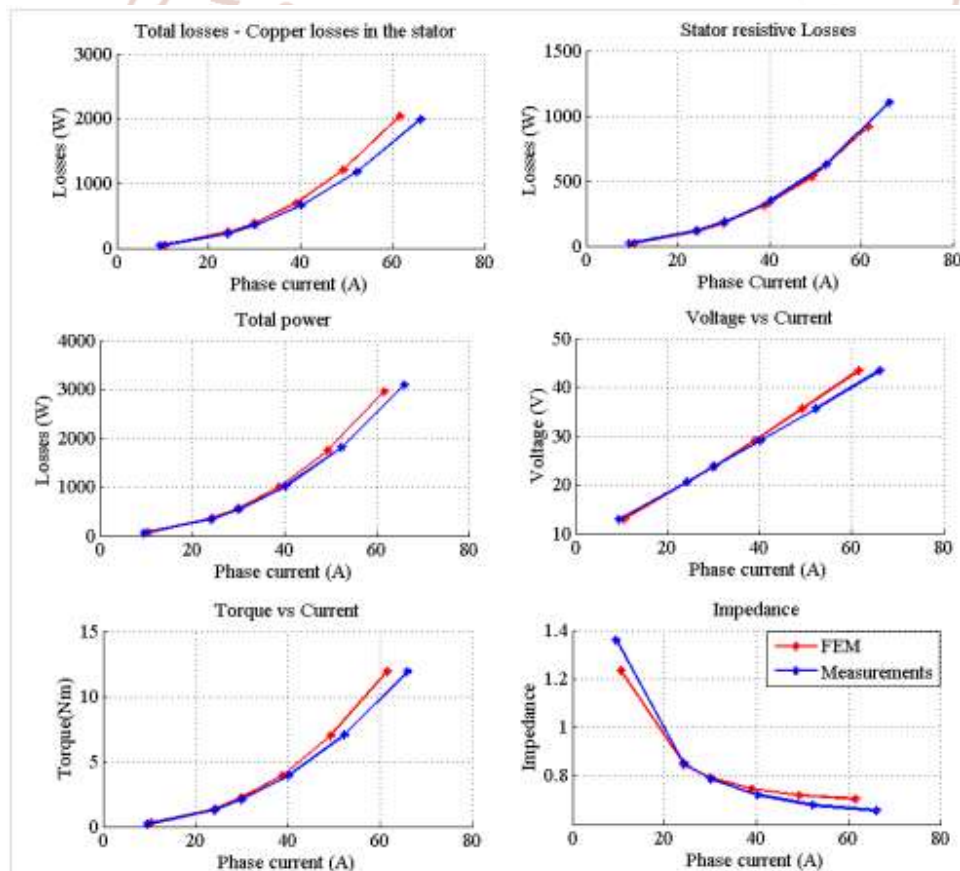 Total losses - Copper losses in the stator
3000
2000
1000
0
Losses (W)
0 20 40 60 80
Phase current (A)
Stator resistive Losses
1500
1000
500
0
Losses (W)
0 20 40 60 80
Phase Current (A)
Total power
4000
3000
2000
1000
0
Losses (W)
0 20 40 60 80
Phase current (A)
Voltage vs Current
50
40
30
20
10
Voltage (V)
0 20 40 60 80
Phase current (A)
Torque vs Current
15
10
5
0
Torque(Nm)
0 20 40 60 80
Phase current (A)
Impedance
1.4
1.2
1
0.8
Impedance
FEM
Measurements
0 20 40 60 80
Phase current (A)